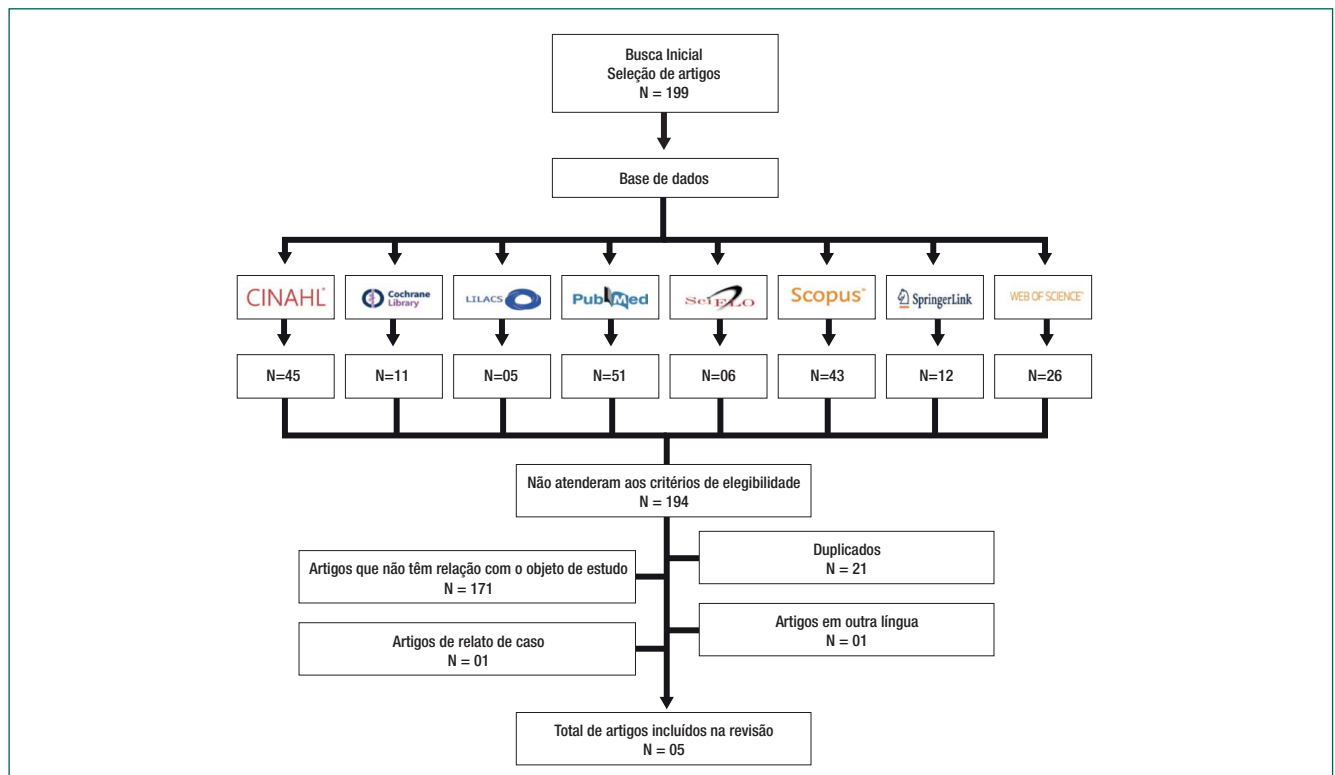 Busca Inicial
Seleção de artigos
N = 199
Base de dados
CINAHL®
Cochrane
Library
LILACS
PubMed
SciELO
Scopus®
SpringerLink
WEB OF SCIENCE®
N=45
N=11
N=05
N=51
N=06
N=43
N=12
N=26
Não atenderam aos critérios de elegibilidade
N = 194
Duplicados
N = 21
Artigos que não têm relação com o objeto de estudo
N = 171
Artigos em outra língua
N = 01
Artigos de relato de caso
N = 01
Total de artigos incluídos na revisão
N = 05